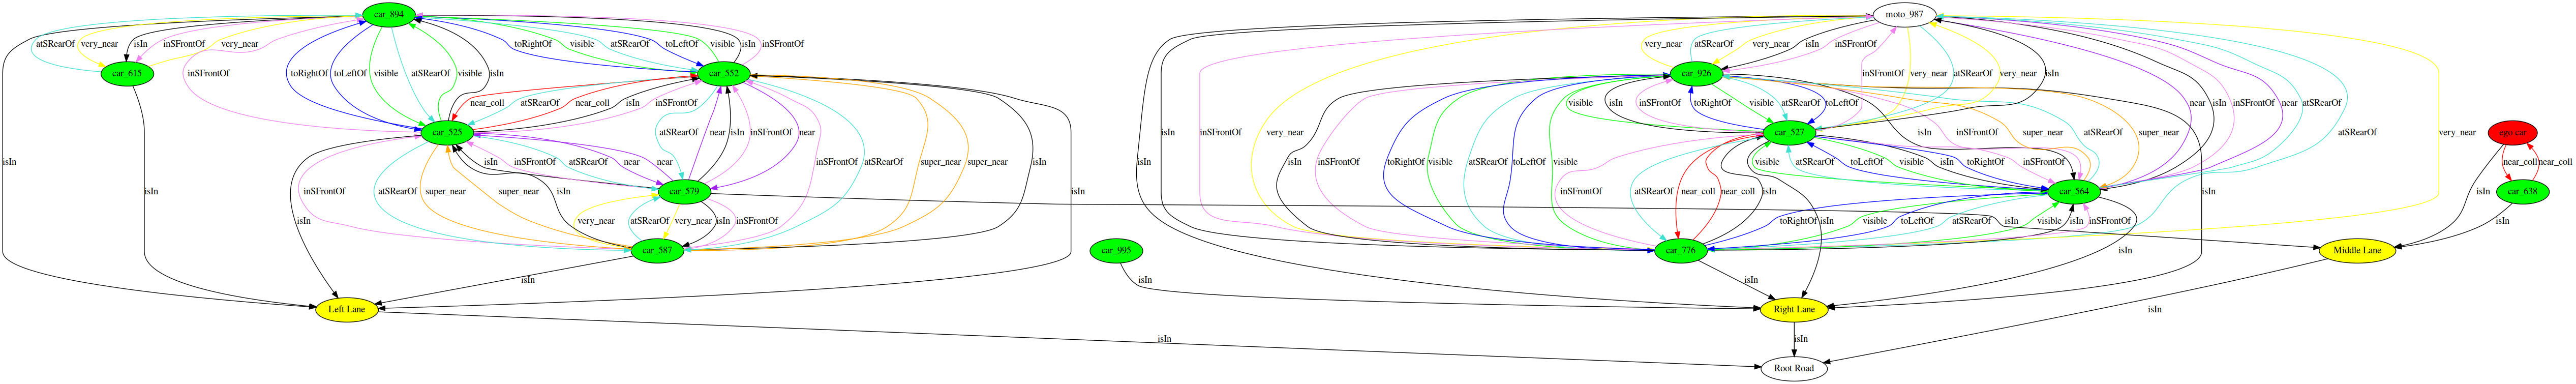 car_894 moto_987
atSRearOf very_near isIn inSFrontOf very_near toRightOf visible atSRearOf toLeftOf visible isIn inSFrontOf very_near atSRearOf very_near isIn inSFrontOf
car_615 inSFrontOf toRightOf toLeftOf visible atSRearOf visible isIn car_552 inSFrontOf very_near car_926 inSFrontOf very_near atSRearOf very_near isIn near isIn inSFrontOf near atSRearOf
near_coll atSRearOf near_coll isIn inSFrontOf visible isIn inSFrontOf visible atSRearOf toLeftOf toRightOf
isIn car_525 atSRearOf near isIn inSFrontOf near isIn car_527 isIn inSFrontOf super_near atSRearOf super_near very_near ego car
isIn inSFrontOf atSRearOf near near inSFrontOf atSRearOf super_near super_near isIn isIn inSFrontOf toRightOf visible atSRearOf toLeftOf visible visible atSRearOf toLeftOf visible isIn toRightOf inSFrontOf near_coll near_coll
isIn inSFrontOf atSRearOf super_near isIn car_579 isIn inSFrontOf atSRearOf near_coll near_coll isIn car_564 isIn isIn car_638
isIn very_near atSRearOf very_near isIn inSFrontOf isIn toRightOf visible toLeftOf atSRearOf visible isIn inSFrontOf isIn isIn
car_587 car_995 car_776 isIn Middle Lane
isIn isIn isIn
Left Lane Right Lane isIn
isIn isIn
Root Road